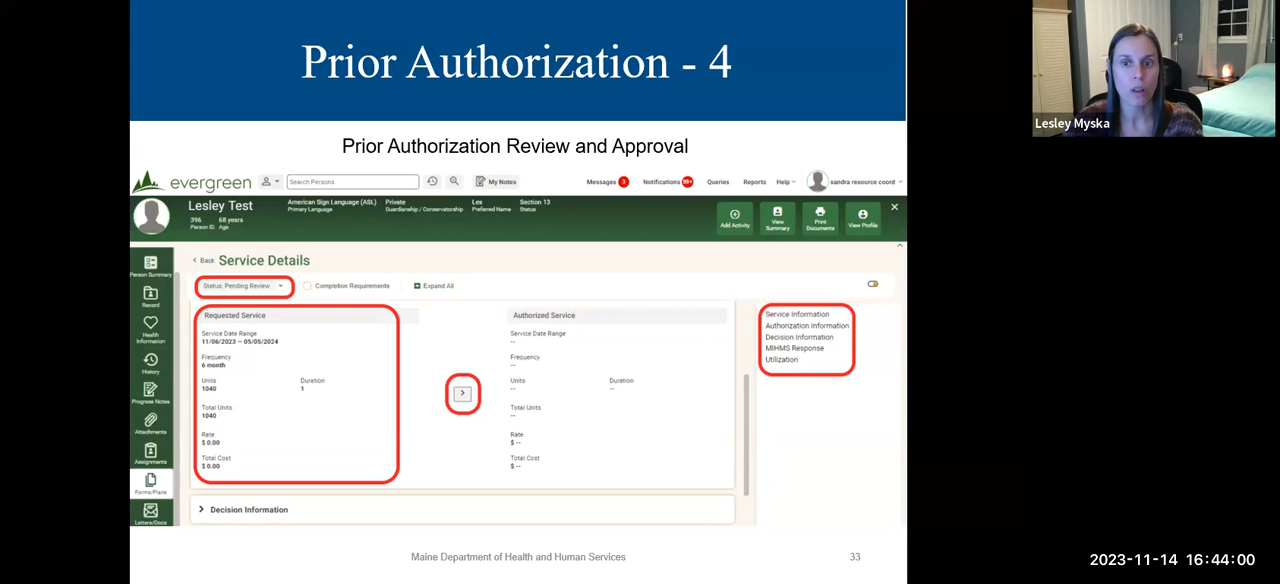 Prior Authorization - 4
Lesley Myska
Prior Authorization Review and Approval
evergreen
Search Persons
My Notes
Messages 3
Notifications 99+
Queries
Reports
Help
sandra resource coord
Lesley Test
396 68 years
Person ID Age
American Sign Language (ASL)
Primary Language
Private
Guardianship / Conservatorship
Les
Preferred Name
Section 13
Status
Add Activity
View Summary
Print Documents
View Profile
Person Summary
Record
Health Information
History
Progress Notes
Attachments
Assignments
Forms/Plans
Letters/Docs
Back Service Details
Status: Pending Review
Completion Requirements
Expand All
Requested Service
Service Date Range
11/06/2023 — 05/05/2024
Frequency
6 month
Units Duration
1040 1
Total Units
1040
Rate
$ 0.00
Total Cost
$ 0.00
Authorized Service
Service Date Range
--
Frequency
--
Units Duration
-- --
Total Units
--
Rate
$ --
Total Cost
$ --
Service Information
Authorization Information
Decision Information
MIHMS Response
Utilization
Decision Information
Maine Department of Health and Human Services
33
2023-11-14 16:44:00